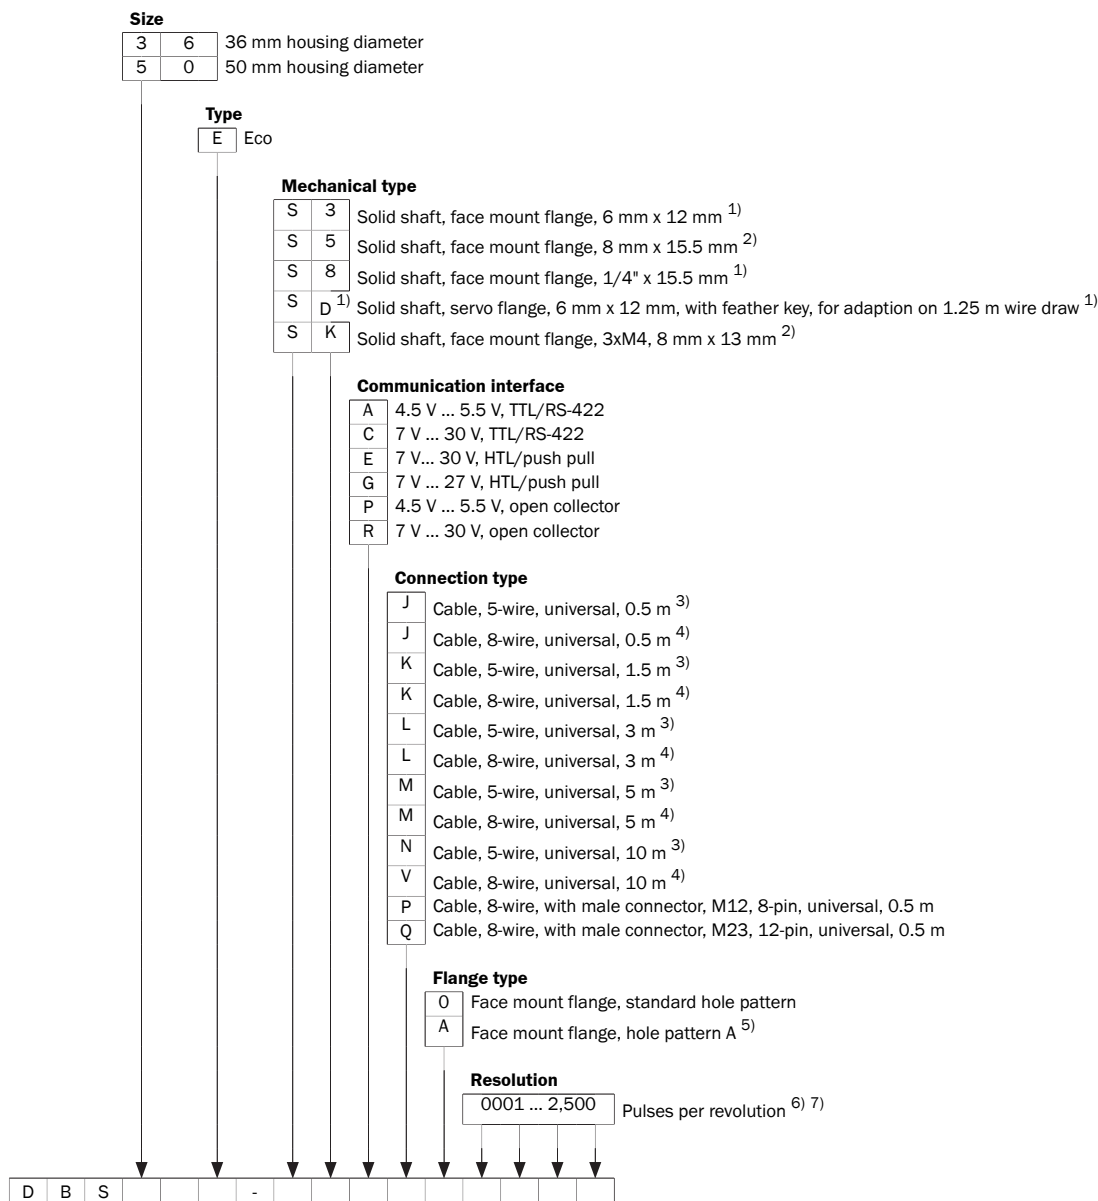 Size
3 6 36 mm housing diameter
5 0 50 mm housing diameter
Type
E Eco
Mechanical type
S 3 Solid shaft, face mount flange, 6 mm x 12 mm 1)
S 5 Solid shaft, face mount flange, 8 mm x 15.5 mm 2)
S 8 Solid shaft, face mount flange, 1/4" x 15.5 mm 1)
S D 1) Solid shaft, servo flange, 6 mm x 12 mm, with feather key, for adaption on 1.25 m wire draw 1)
S K Solid shaft, face mount flange, 3xM4, 8 mm x 13 mm 2)
Communication interface
A 4.5 V ... 5.5 V, TTL/RS-422
C 7 V ... 30 V, TTL/RS-422
E 7 V... 30 V, HTL/push pull
G 7 V ... 27 V, HTL/push pull
P 4.5 V ... 5.5 V, open collector
R 7 V ... 30 V, open collector
Connection type
J Cable, 5-wire, universal, 0.5 m 3)
J Cable, 8-wire, universal, 0.5 m 4)
K Cable, 5-wire, universal, 1.5 m 3)
K Cable, 8-wire, universal, 1.5 m 4)
L Cable, 5-wire, universal, 3 m 3)
L Cable, 8-wire, universal, 3 m 4)
M Cable, 5-wire, universal, 5 m 3)
M Cable, 8-wire, universal, 5 m 4)
N Cable, 5-wire, universal, 10 m 3)
V Cable, 8-wire, universal, 10 m 4)
P Cable, 8-wire, with male connector, M12, 8-pin, universal, 0.5 m
Q Cable, 8-wire, with male connector, M23, 12-pin, universal, 0.5 m
Flange type
0 Face mount flange, standard hole pattern
A Face mount flange, hole pattern A 5)
Resolution
0001 ... 2,500 Pulses per revolution 6) 7)
D B S -